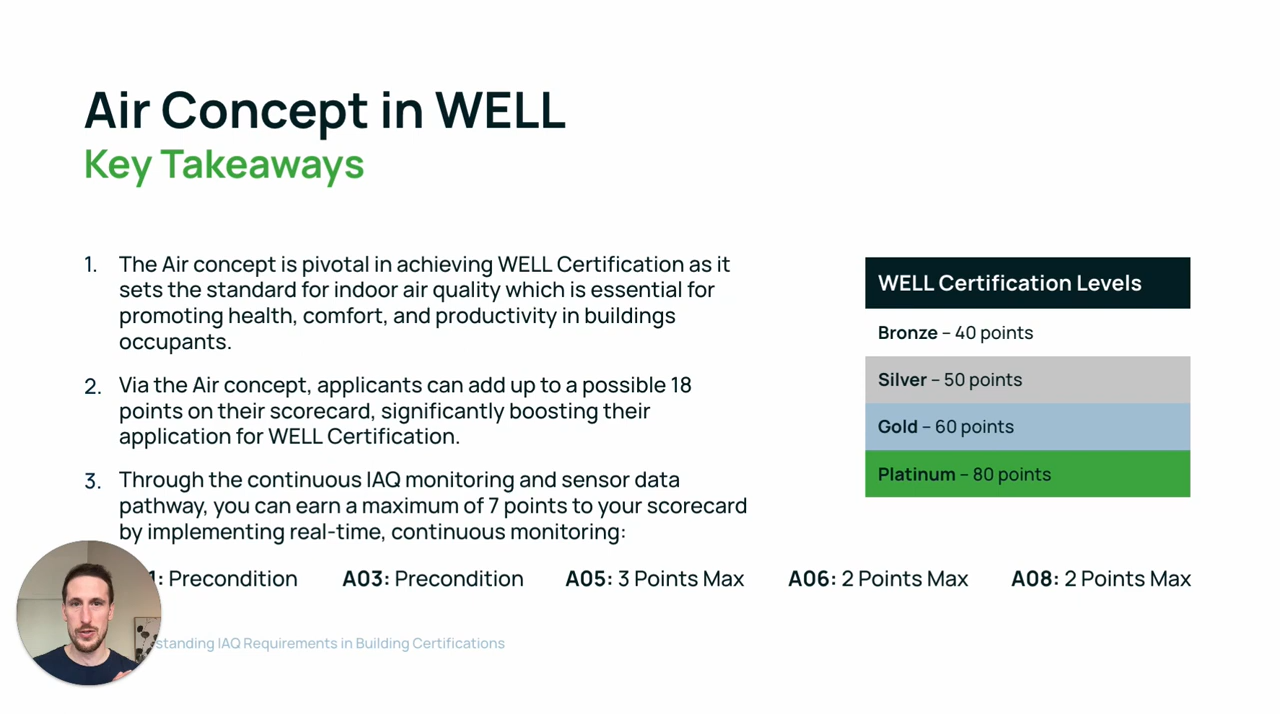 Air Concept in WELL
Key Takeaways
1. The Air concept is pivotal in achieving WELL Certification as it
sets the standard for indoor air quality which is essential for
promoting health, comfort, and productivity in buildings
occupants.
2. Via the Air concept, applicants can add up to a possible 18
points on their scorecard, significantly boosting their
application for WELL Certification.
3. Through the continuous IAQ monitoring and sensor data
pathway, you can earn a maximum of 7 points to your scorecard
by implementing real-time, continuous monitoring:
1: Precondition A03: Precondition A05: 3 Points Max A06: 2 Points Max A08: 2 Points Max
WELL Certification Levels
Bronze – 40 points
Silver – 50 points
Gold – 60 points
Platinum – 80 points
standing IAQ Requirements in Building Certifications